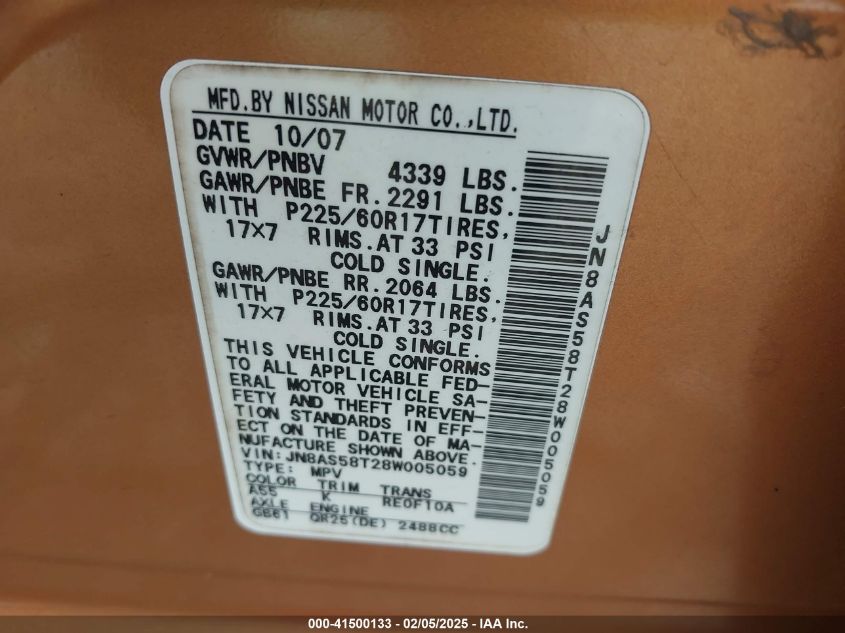 MFD.BY NISSAN MOTOR CO.,LTD.
DATE 10/07
GVWR/PNBV 4339 LBS.
GAWR/PNBE FR.2291 LBS.
WITH P225/60R17TIRES,
17×7 RIMS.AT 33 PSI
COLD SINGLE.
GAWR/PNBE RR.2064 LBS.
WITH P225/60R17TIRES,
17×7 RIMS.AT 33 PSI
COLD SINGLE.
THIS VEHICLE CONFORMS
TO ALL APPLICABLE FED-
ERAL MOTOR VEHICLE SA-
FETY AND THEFT PREVEN-
TION STANDARDS IN EFF-
ECT ON THE DATE OF MA-
NUFACTURE SHOWN ABOVE.
VIN:JN8AS58T28W005059
TYPE: MPV
COLOR TRIM TRANS
A55 K RE0F10A
AXLE ENGINE
GB61 QR25(DE) 2488CC
JN8AS58T28W005059
000-41500133 - 02/05/2025 - IAA Inc.